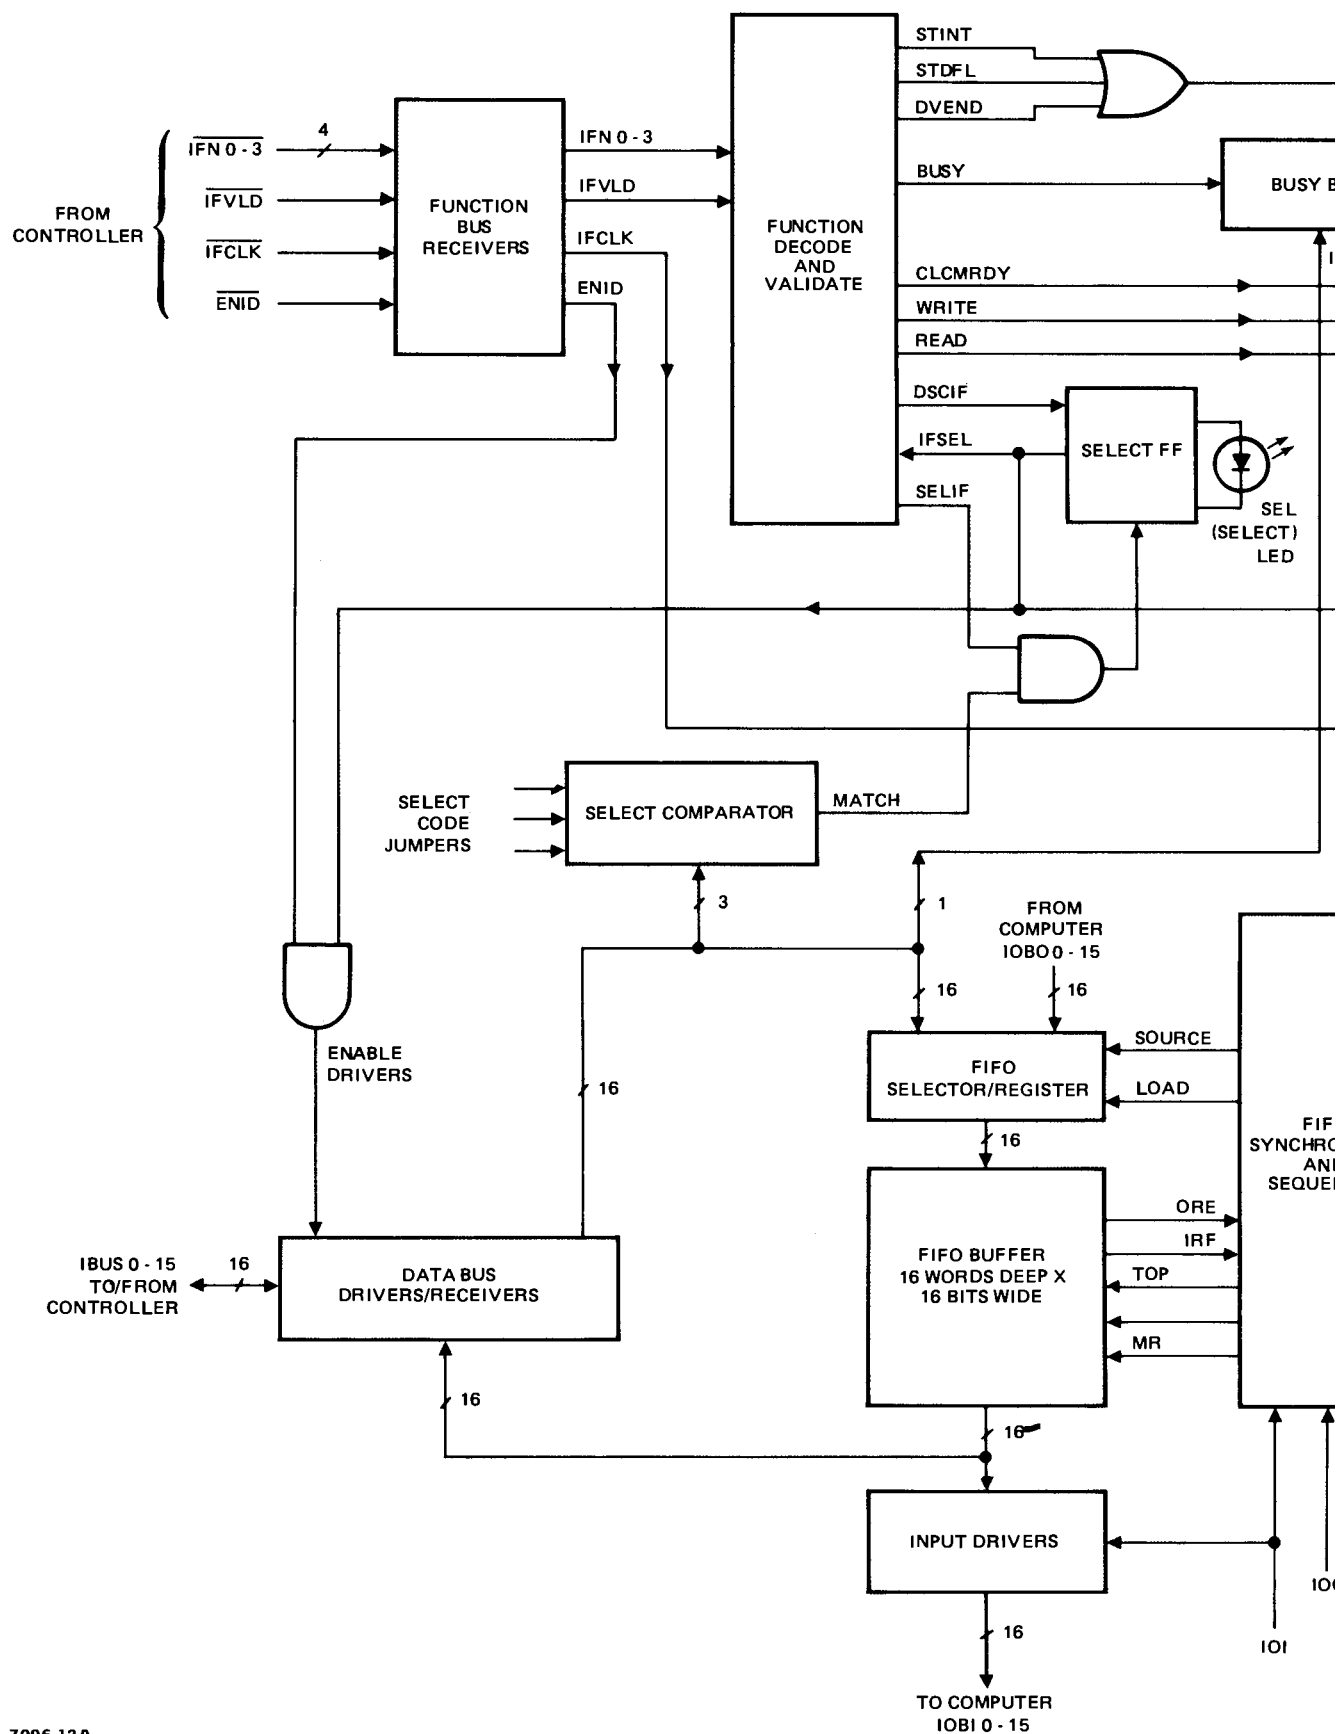 STINT
STDFL
DVEND
BUSY
BUSY B
CLCMRDY
WRITE
READ
DSCIF
IFSEL
SELIF
FROM
CONTROLLER
IFN 0 - 3
4
IFVLD
IFCLK
ENID
FUNCTION
BUS
RECEIVERS
IFN 0 - 3
IFVLD
IFCLK
ENID
FUNCTION
DECODE
AND
VALIDATE
SELECT FF
SEL
(SELECT)
LED
SELECT
CODE
JUMPERS
SELECT COMPARATOR
MATCH
3
1
FROM
COMPUTER
IOBO 0 - 15
16
16
ENABLE
DRIVERS
16
FIFO
SELECTOR/REGISTER
SOURCE
LOAD
16
FIF
SYNCHRO
AN
SEQUE
FIFO BUFFER
16 WORDS DEEP X
16 BITS WIDE
ORE
IRF
TOP
MR
IBUS 0 - 15
TO/FROM
CONTROLLER
16
DATA BUS
DRIVERS/RECEIVERS
16
16
INPUT DRIVERS
IOI
16
TO COMPUTER
IOBI 0 - 15